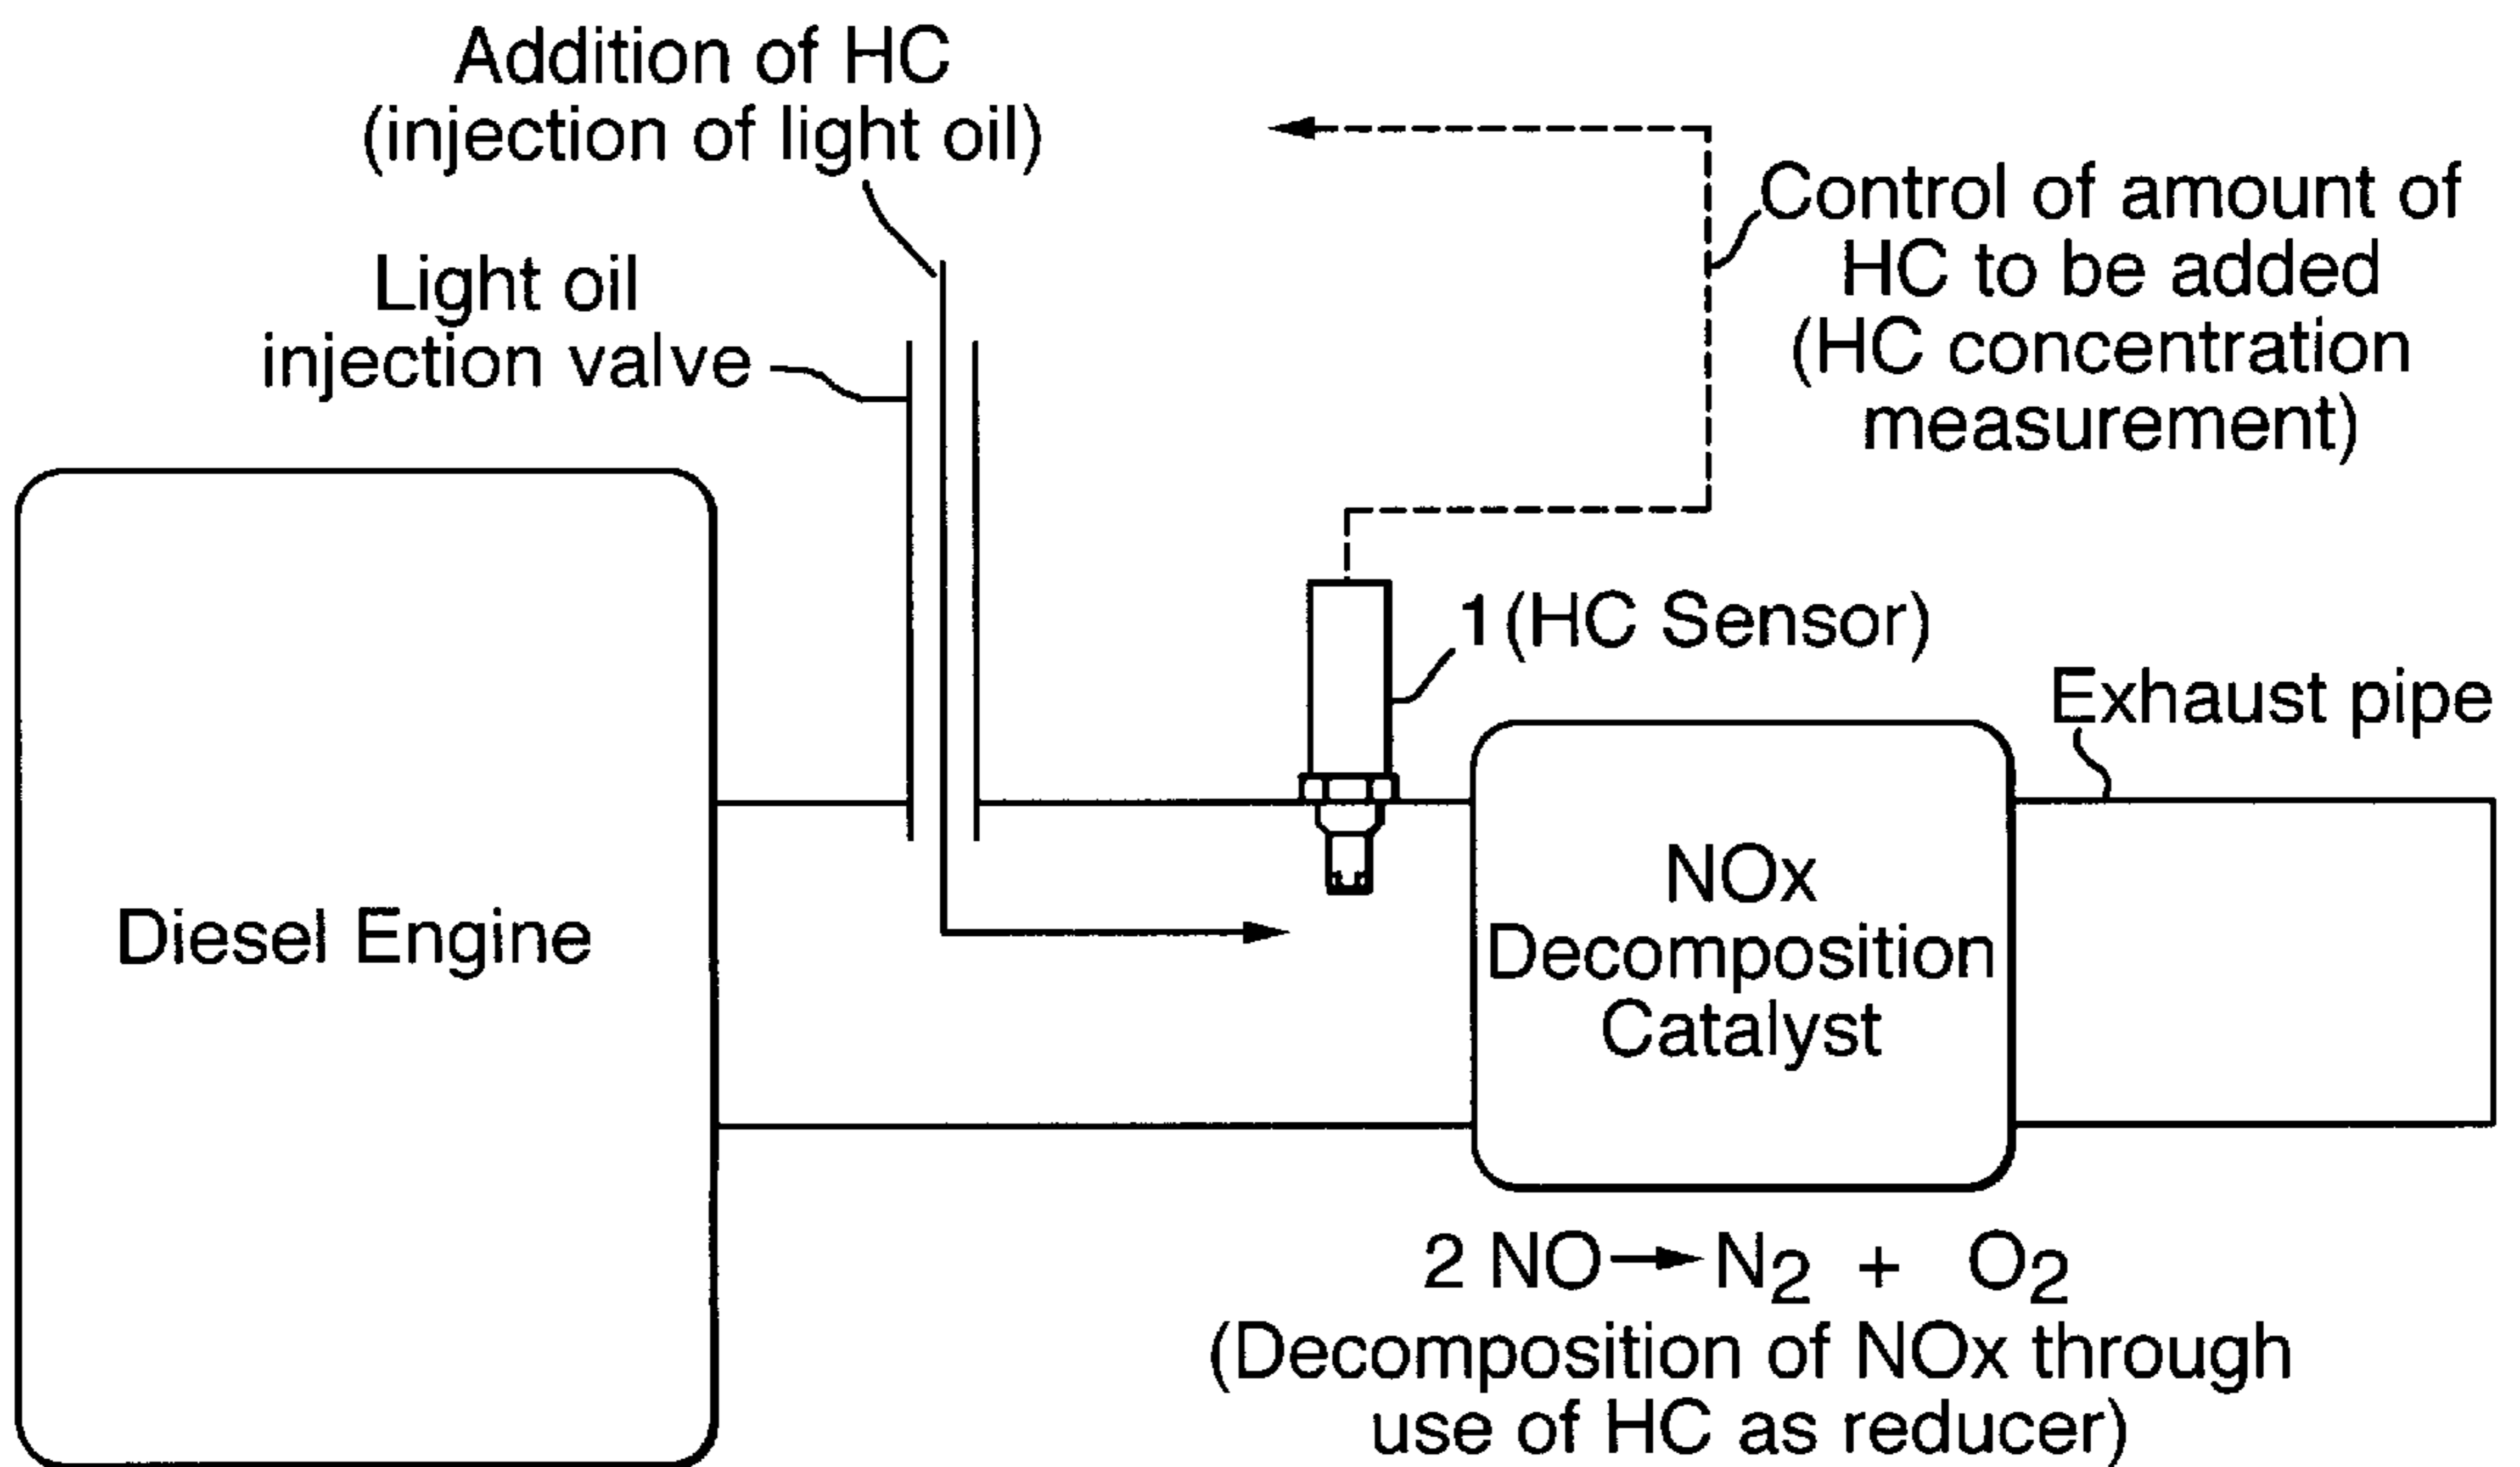 Addition of HC
(injection of light oil)
Light oil
injection valve
Control of amount of
HC to be added
(HC concentration
measurement)
1 (HC Sensor)
Exhaust pipe
Diesel Engine
NOx
Decomposition
Catalyst
2 NO → N2 + O2
(Decomposition of NOx through
use of HC as reducer)